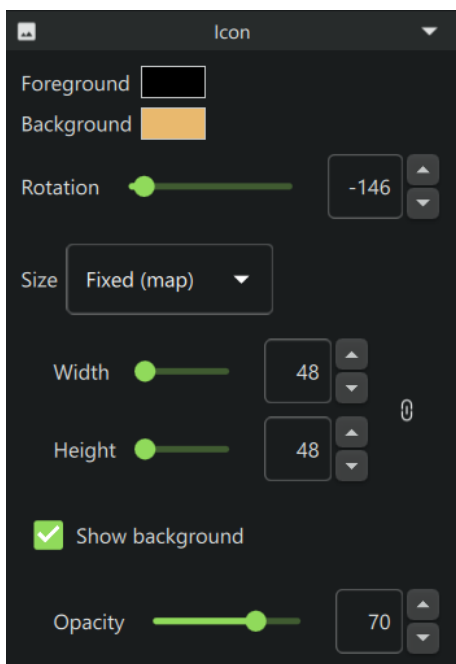 Icon
Foreground
Background
Rotation -146
Size Fixed (map)
Width 48
Height 48
Show background
Opacity 70